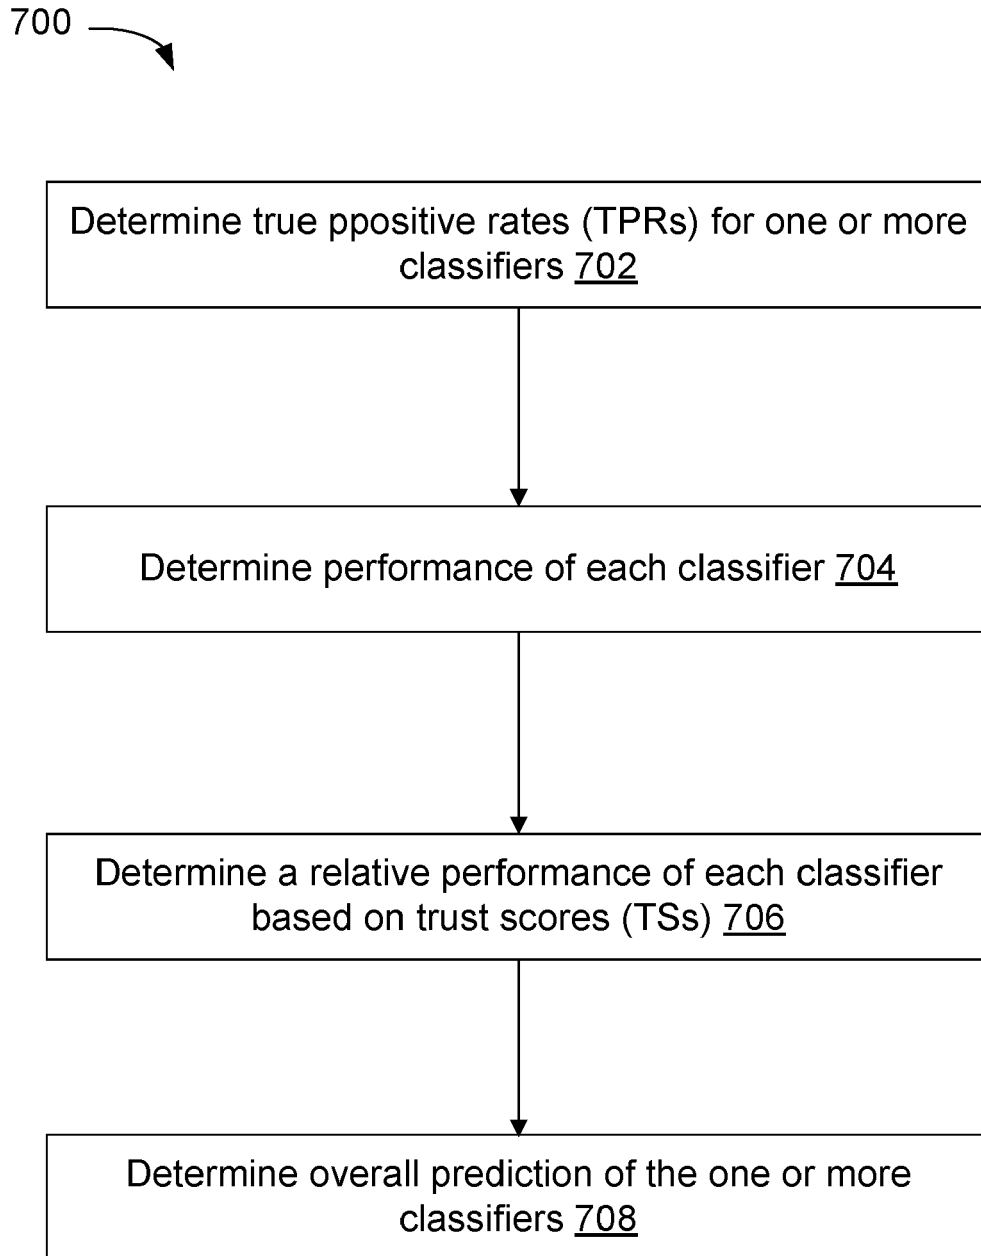 700
Determine true ppositive rates (TPRs) for one or more
classifiers 702
Determine performance of each classifier 704
Determine a relative performance of each classifier
based on trust scores (TSs) 706
Determine overall prediction of the one or more
classifiers 708